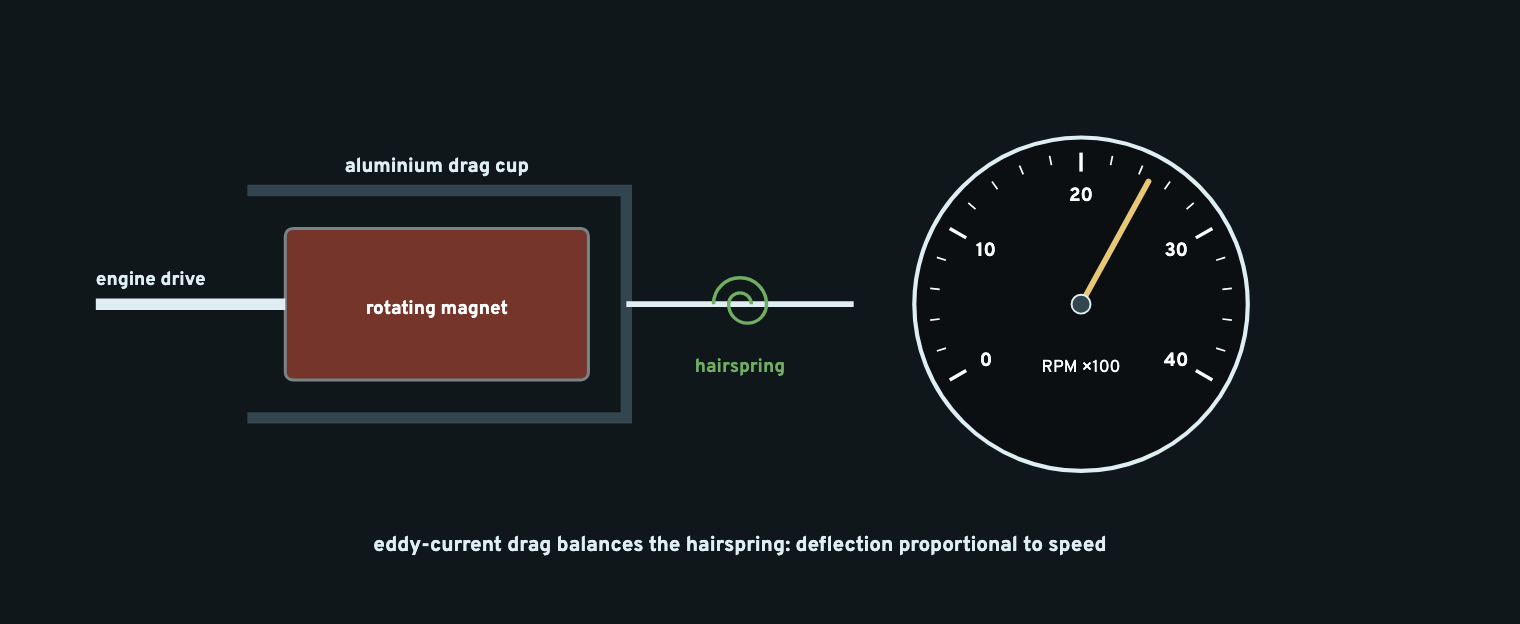 aluminium drag cup
engine drive
rotating magnet
hairspring
0
10
20
30
40
RPM ×100
eddy-current drag balances the hairspring: deflection proportional to speed